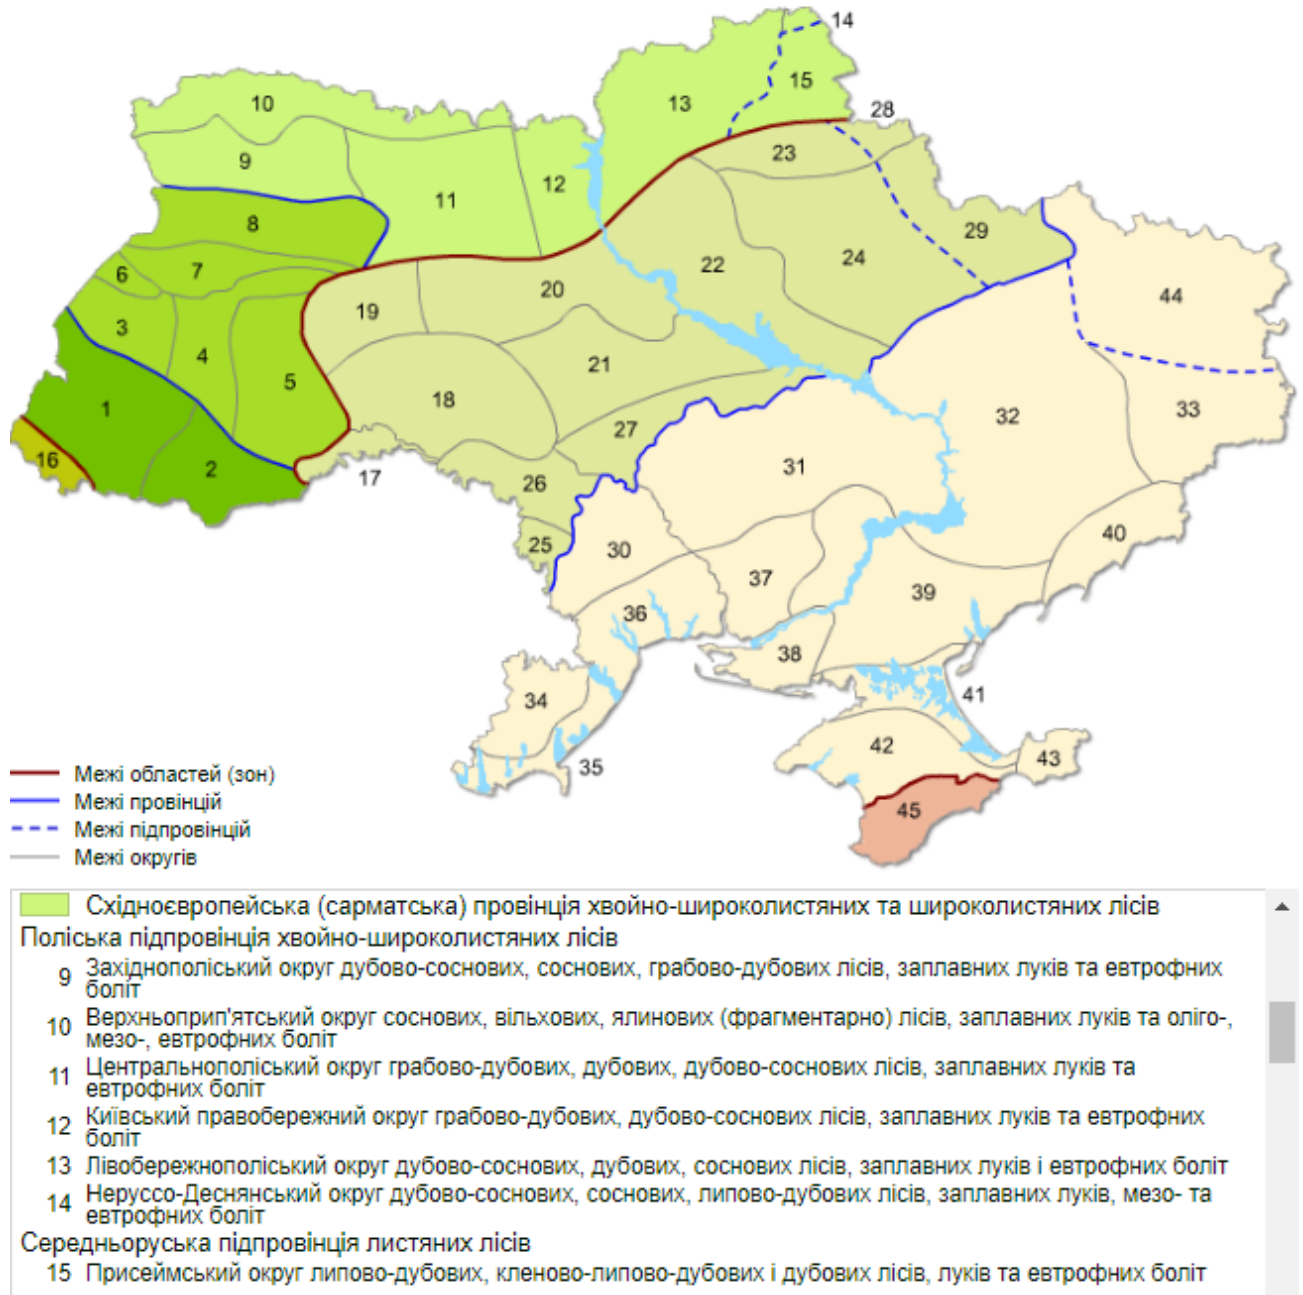 14
15
10
13
28
23
9
12
11
8
29
24
22
7
6
20
44
19
3
4
21
5
18
1
33
32
27
31
16
2
17
26
40
25
30
37
39
36
38
41
34
42
43
35
45
Межі областей (зон)
Межі провінцій
Межі підпровінцій
Межі округів
Східноєвропейська (сарматська) провінція хвойно-широколистяних та широколистяних лісів
Поліська підпровінція хвойно-широколистяних лісів
9 Західнополіський округ дубово-соснових, соснових, грабово-дубових лісів, заплавних луків та евтрофних
боліт
10 Верхньоприп'ятський округ соснових, вільхових, ялинових (фрагментарно) лісів, заплавних луків та оліго-,
мезо-, евтрофних боліт
11 Центральнополіський округ грабово-дубових, дубових, дубово-соснових лісів, заплавних луків та
евтрофних боліт
12 Київський правобережний округ грабово-дубових, дубово-соснових лісів, заплавних луків та евтрофних
боліт
13 Лівобережнополіський округ дубово-соснових, дубових, соснових лісів, заплавних луків і евтрофних боліт
14 Неруссо-Деснянський округ дубово-соснових, соснових, липово-дубових лісів, заплавних луків, мезо- та
евтрофних боліт
Середньоруська підпровінція листяних лісів
15 Присеймський округ липово-дубових, кленово-липово-дубових і дубових лісів, луків та евтрофних боліт